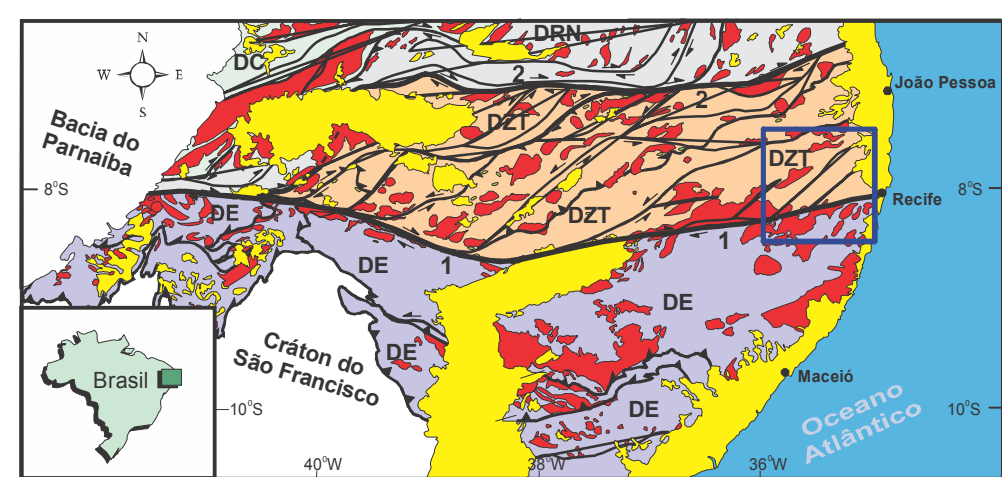 N
W E
S
Bacia do
Parnaíba
DC
DRN
2
2
DZT
DZT
DZT
João Pessoa
8°S
8°S
Recife
DE
DE
1
1
DE
DE
DE
Cráton do
São Francisco
Brasil
Maceió
Oceano
Atlântico
10°S
10°S
40°W
38°W
36°W